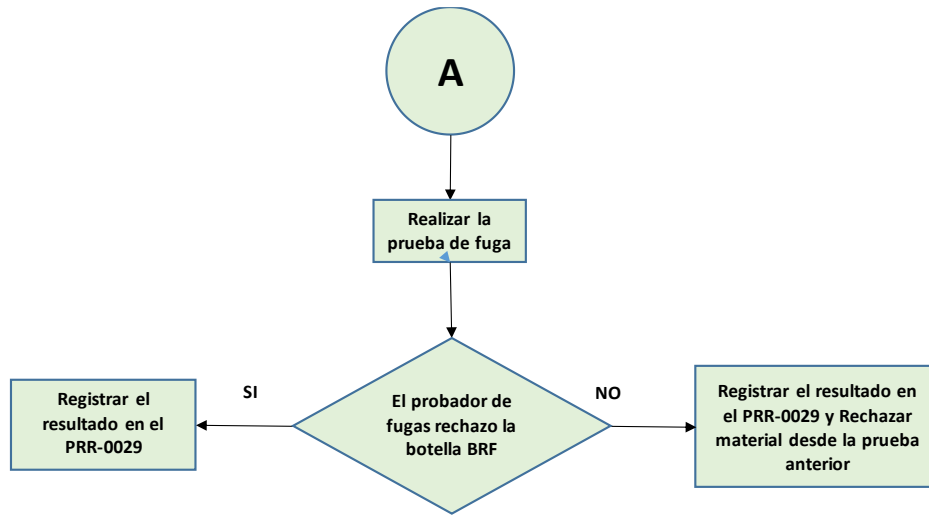 A
Realizar la
prueba de fuga
SI
NO
Registrar el
resultado en el
PRR-0029
El probador de
fugas rechazo la
botella BRF
Registrar el resultado en
el PRR-0029 y Rechazar
material desde la prueba
anterior